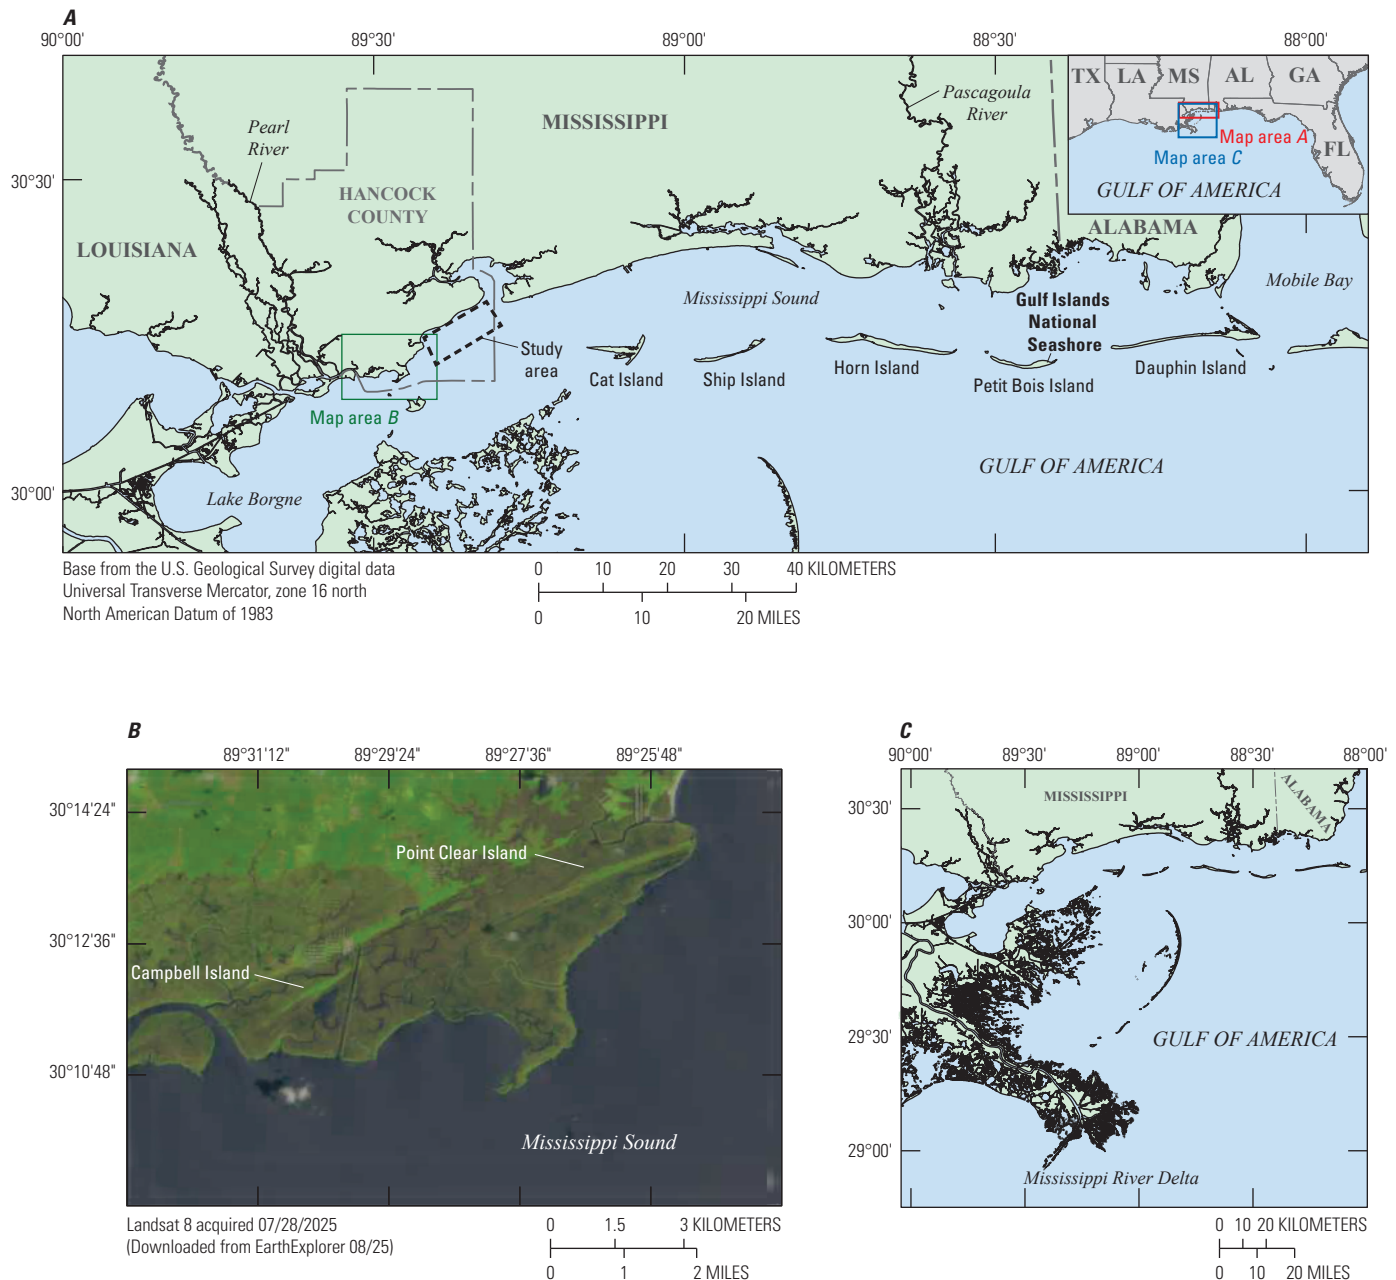 A
90°00' 89°30' 89°00' 88°30' 88°00'
30°30'
30°00'
Pearl
River
MISSISSIPPI
Pascagoula
River
HANCOCK
COUNTY
LOUISIANA
TX LA MS AL GA
FL
Map area A
Map area C
GULF OF AMERICA
ALABAMA
Mobile Bay
Mississippi Sound
Gulf Islands
National
Seashore
Study
area
Cat Island
Ship Island
Horn Island
Petit Bois Island
Dauphin Island
Map area B
Lake Borgne
GULF OF AMERICA
Base from the U.S. Geological Survey digital data
Universal Transverse Mercator, zone 16 north
North American Datum of 1983
0 10 20 30 40 KILOMETERS
0 10 20 MILES
B
89°31'12" 89°29'24" 89°27'36" 89°25'48"
30°14'24"
30°12'36"
30°10'48"
Point Clear Island
Campbell Island
Mississippi Sound
Landsat 8 acquired 07/28/2025
(Downloaded from EarthExplorer 08/25)
0 1.5 3 KILOMETERS
0 1 2 MILES
C
90°00' 89°30' 89°00' 88°30' 88°00'
30°30'
30°00'
29°30'
29°00'
MISSISSIPPI
ALABAMA
GULF OF AMERICA
Mississippi River Delta
0 10 20 KILOMETERS
0 10 20 MILES